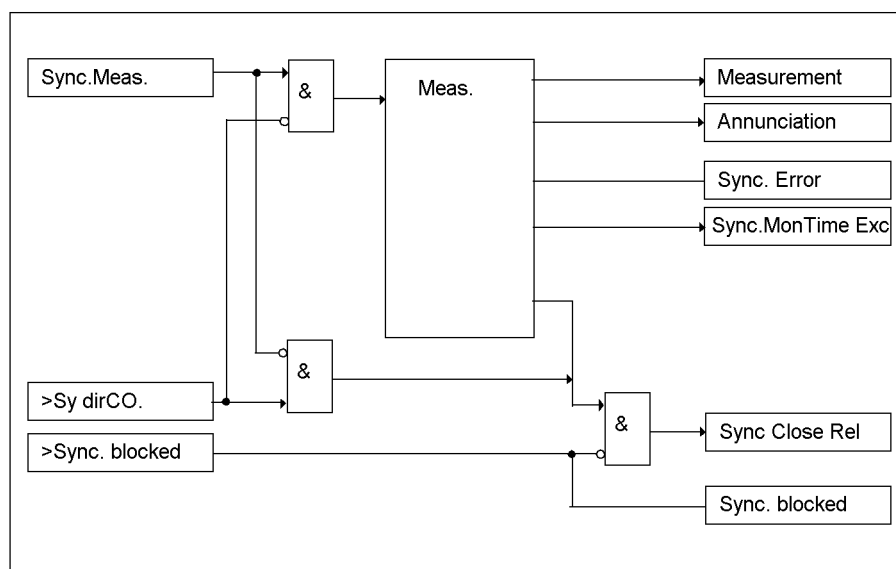 Sync.Meas.
&
Meas.
Measurement
Annunciation
Sync. Error
Sync.MonTime Exc
&
>Sy dirCO.
>Sync. blocked
&
Sync Close Rel
Sync. blocked